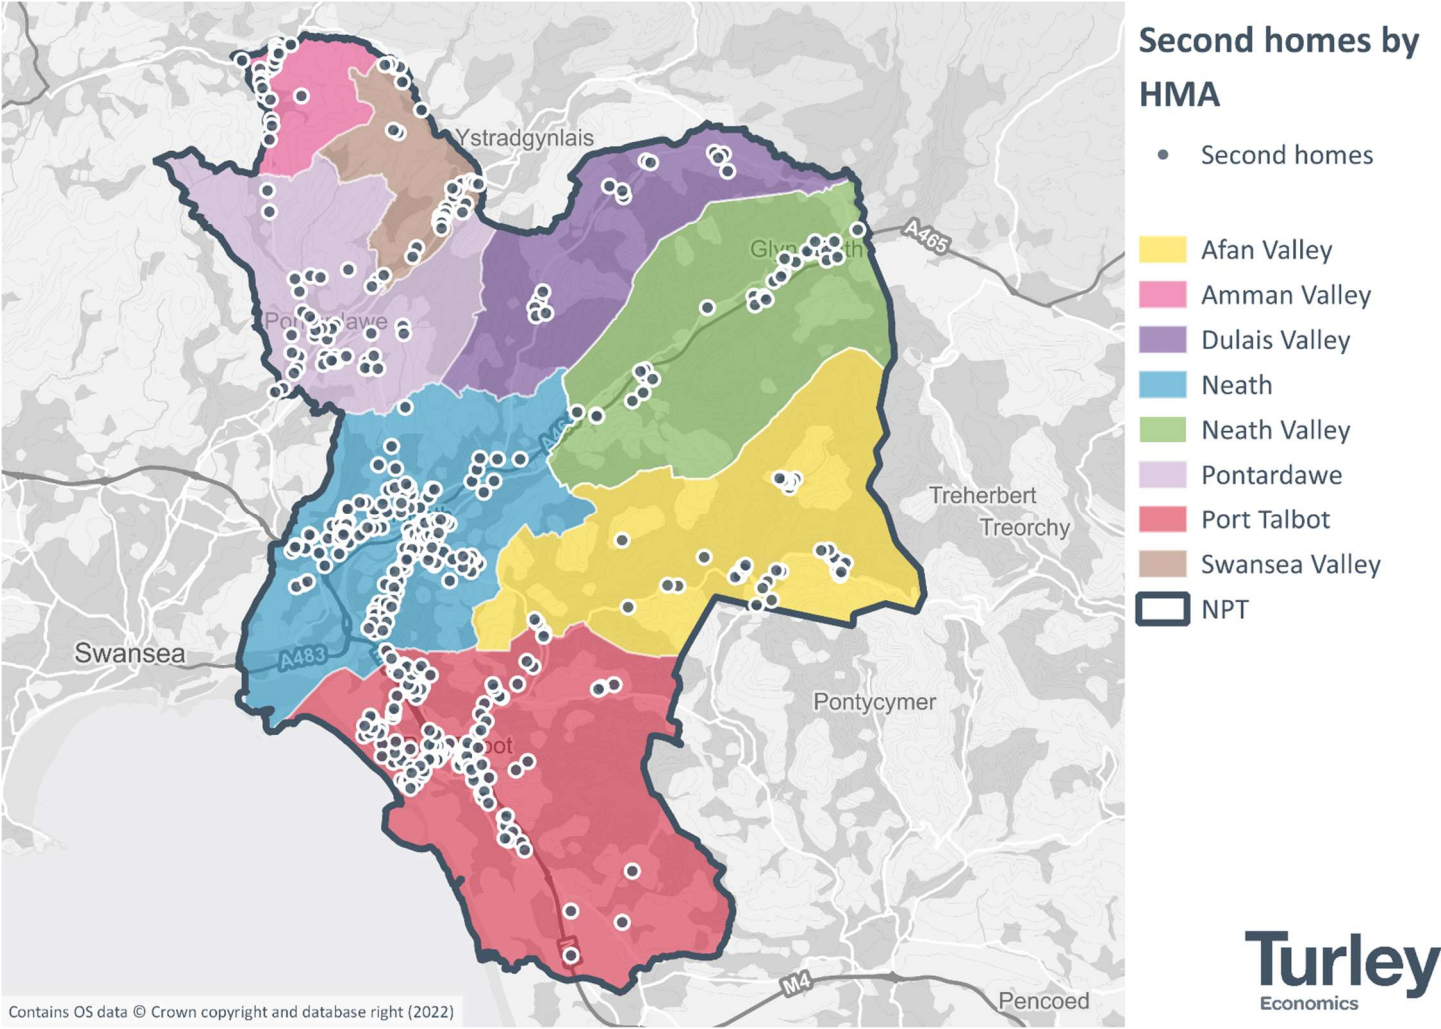 Second homes by
HMA
Second homes
Afan Valley
Amman Valley
Dulais Valley
Neath
Neath Valley
Pontardawe
Port Talbot
Swansea Valley
NPT
Ystradgynlais
A465
Treherbert
Treorchy
Swansea
A483
Pontycymer
M4
Pencoed
Contains OS data © Crown copyright and database right (2022)
Turley
Economics